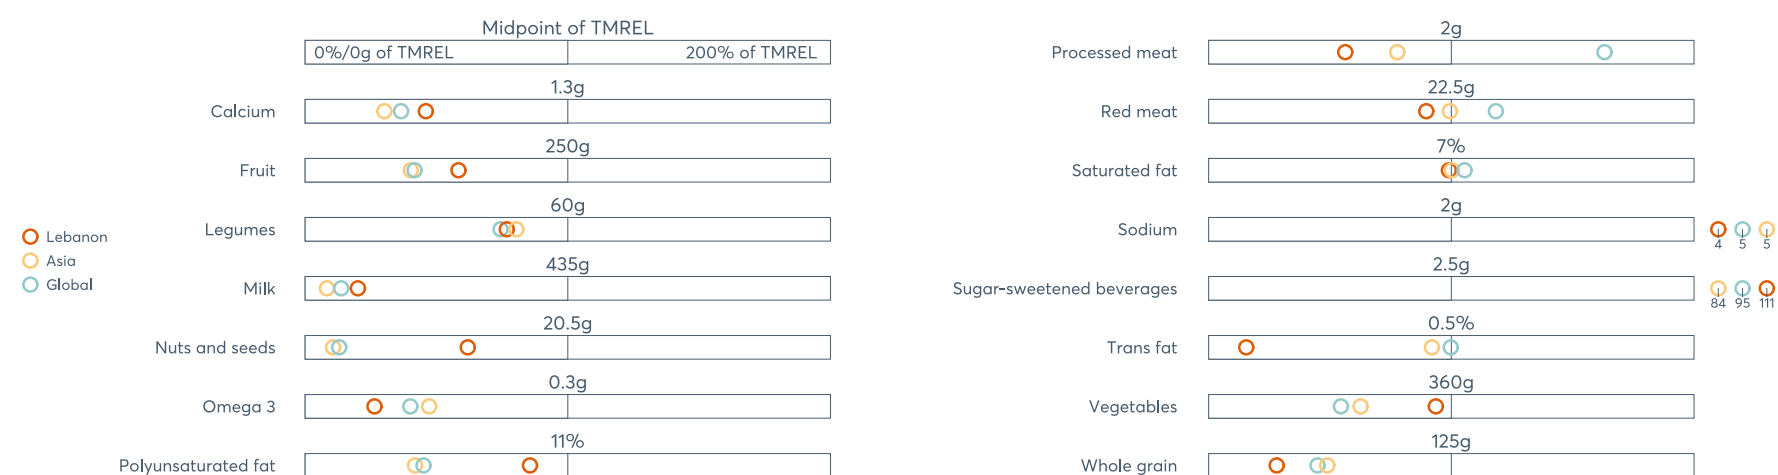 Midpoint of TMREL
0%/0g of TMREL 200% of TMREL
1.3g
Calcium
250g
Fruit
60g
Legumes
435g
Milk
20.5g
Nuts and seeds
0.3g
Omega 3
11%
Polyunsaturated fat
Lebanon
Asia
Global
2g
Processed meat
22.5g
Red meat
7%
Saturated fat
2g
Sodium
4 5 5
2.5g
Sugar-sweetened beverages
84 95 111
0.5%
Trans fat
360g
Vegetables
125g
Whole grain